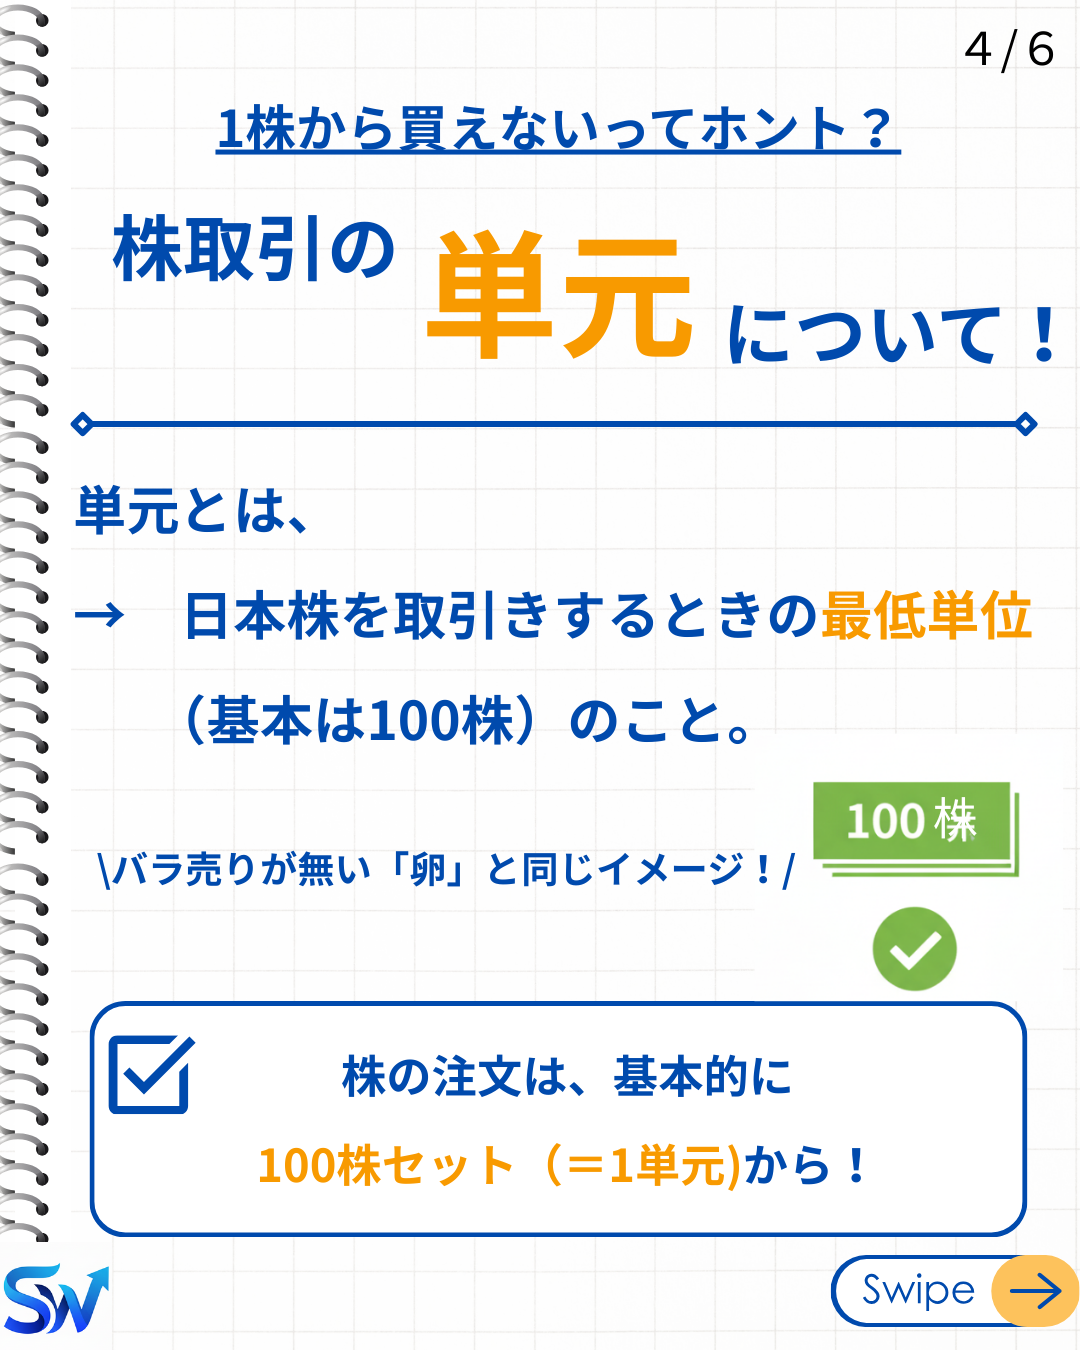 4/6
1株から買えないってホント？
株取引の単元について！
単元とは、
→　日本株を取引きするときの最低単位
（基本は100株）のこと。
100株
\バラ売りが無い「卵」と同じイメージ！/
株の注文は、基本的に
100株セット（＝1単元)から！
SW
Swipe →